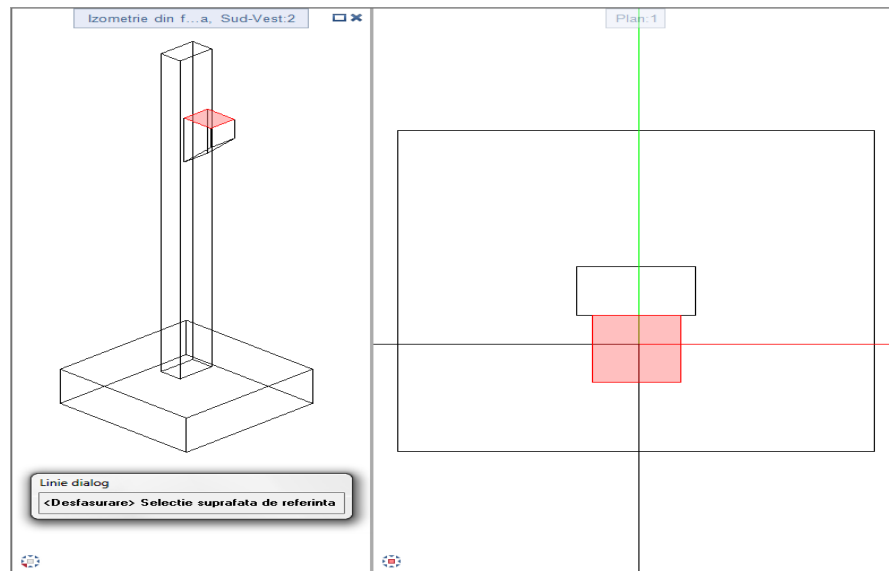 Izometrie din f...a, Sud-Vest:2
Plan:1
Linie dialog
<Desfasurare> Selectie suprafata de referinta